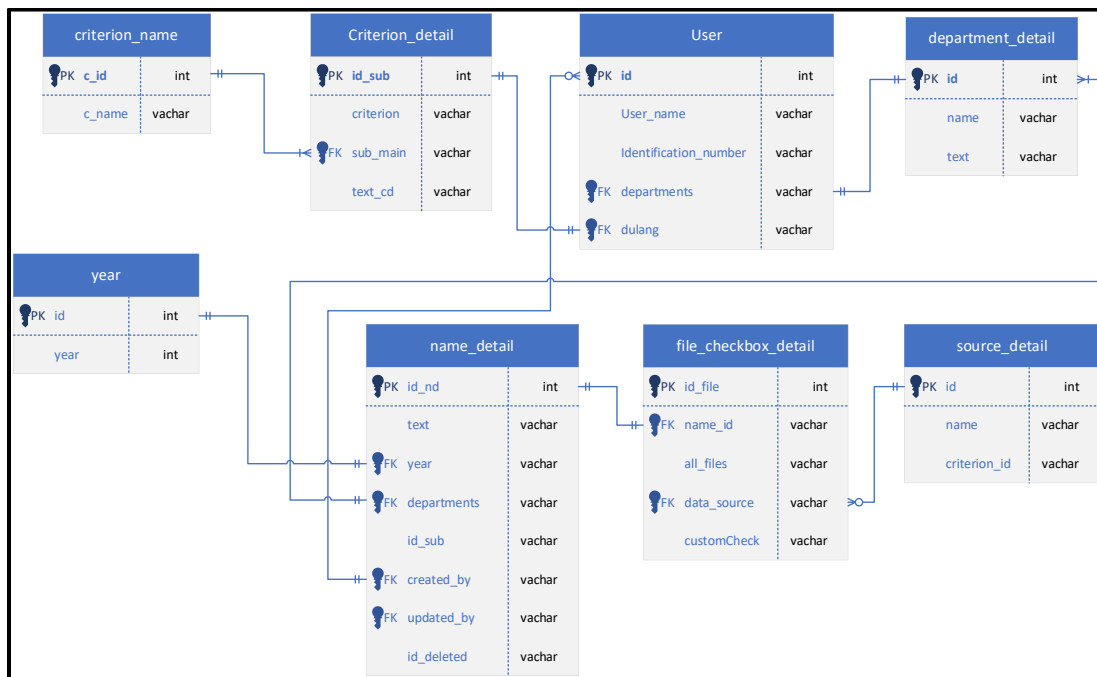 criterion_name
PK c_id int
c_name vachar
Criterion_detail
PK id_sub int
criterion vachar
FK sub_main vachar
text_cd vachar
User
PK id int
User_name vachar
Identification_number vachar
FK departments vachar
FK dulang vachar
department_detail
PK id int
name vachar
text vachar
year
PK id int
year int
name_detail
PK id_nd int
text vachar
FK year vachar
FK departments vachar
id_sub vachar
FK created_by vachar
FK updated_by vachar
id_deleted vachar
file_checkbox_detail
PK id_file int
FK name_id vachar
all_files vachar
FK data_source vachar
customCheck vachar
source_detail
PK id int
name vachar
criterion_id vachar